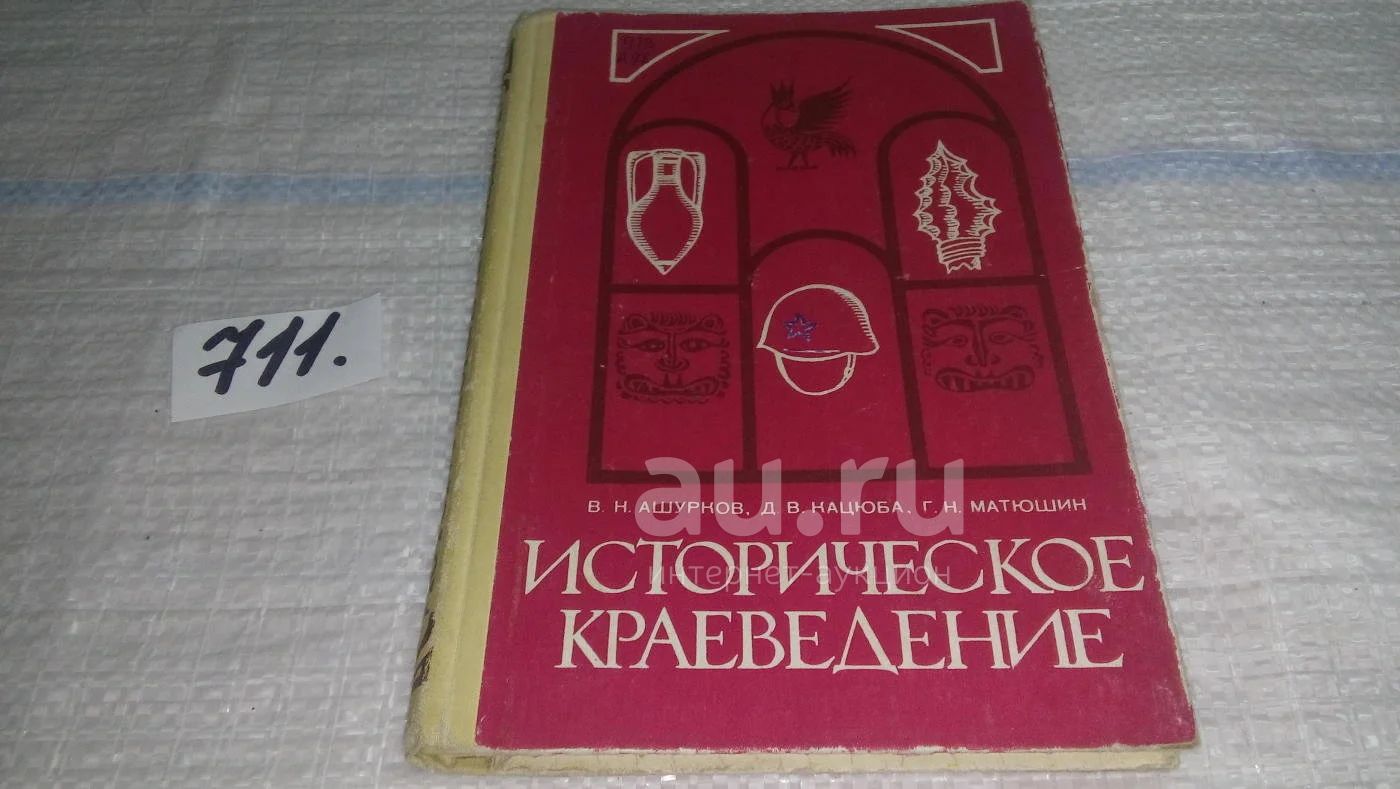 711.
В. Н. АШУРКОВ, Д. В. КАЦЮБА, Г. Н. МАТЮШИН
ИСТОРИЧЕСКОЕ
КРАЕВЕДЕНИЕ
au.ru
интернет-аукцион